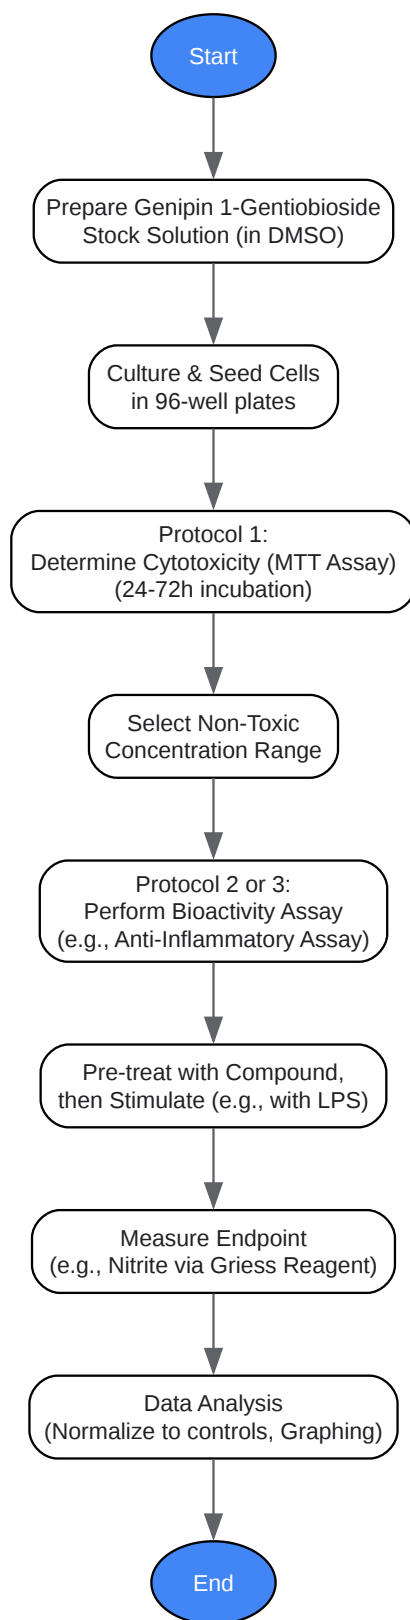 Start
Prepare Genipin 1-Gentiobioside
Stock Solution (in DMSO)
Culture & Seed Cells
in 96-well plates
Protocol 1:
Determine Cytotoxicity (MTT Assay)
(24-72h incubation)
Select Non-Toxic
Concentration Range
Protocol 2 or 3:
Perform Bioactivity Assay
(e.g., Anti-Inflammatory Assay)
Pre-treat with Compound,
then Stimulate (e.g., with LPS)
Measure Endpoint
(e.g., Nitrite via Griess Reagent)
Data Analysis
(Normalize to controls, Graphing)
End